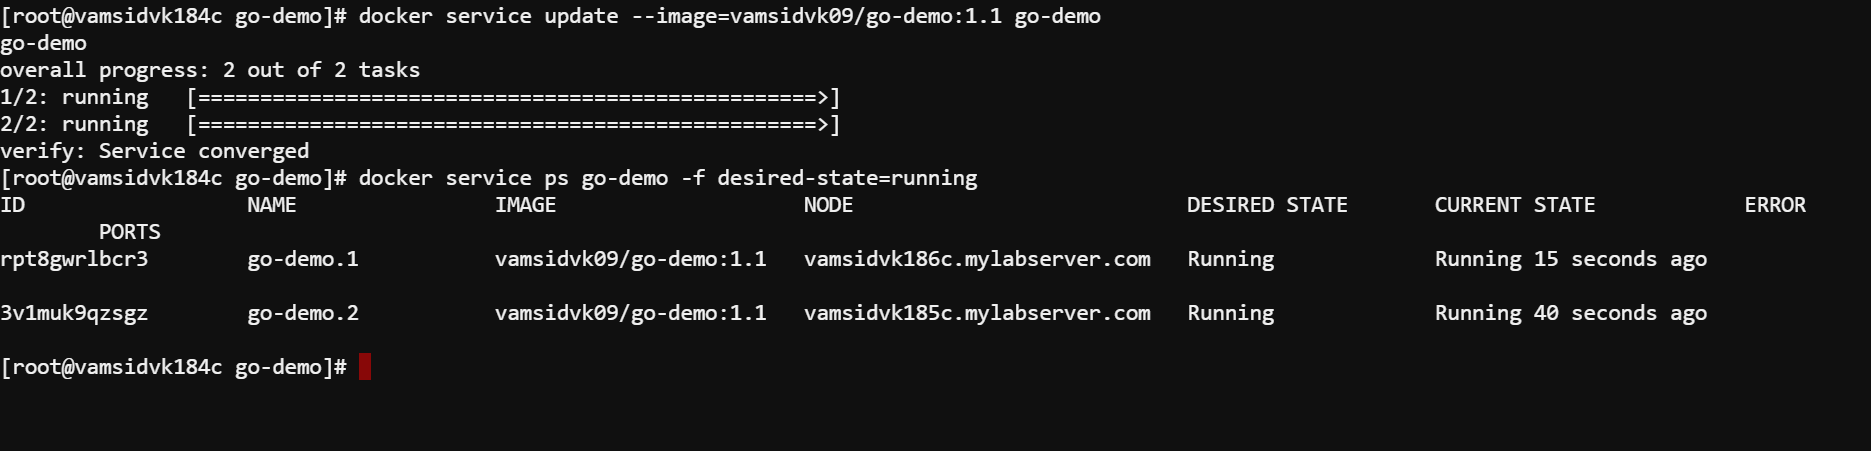 [root@vamsidvk184c go-demo]# docker service update --image=vamsidvk09/go-demo:1.1 go-demo
go-demo
overall progress: 2 out of 2 tasks
1/2: running   [==================================================>]
2/2: running   [==================================================>]
verify: Service converged
[root@vamsidvk184c go-demo]# docker service ps go-demo -f desired-state=running
ID                  NAME                IMAGE                    NODE                           DESIRED STATE       CURRENT STATE            ERROR
        PORTS
rpt8gwrlbcr3        go-demo.1           vamsidvk09/go-demo:1.1   vamsidvk186c.mylabserver.com   Running             Running 15 seconds ago
3v1muk9qzsgz        go-demo.2           vamsidvk09/go-demo:1.1   vamsidvk185c.mylabserver.com   Running             Running 40 seconds ago
[root@vamsidvk184c go-demo]#